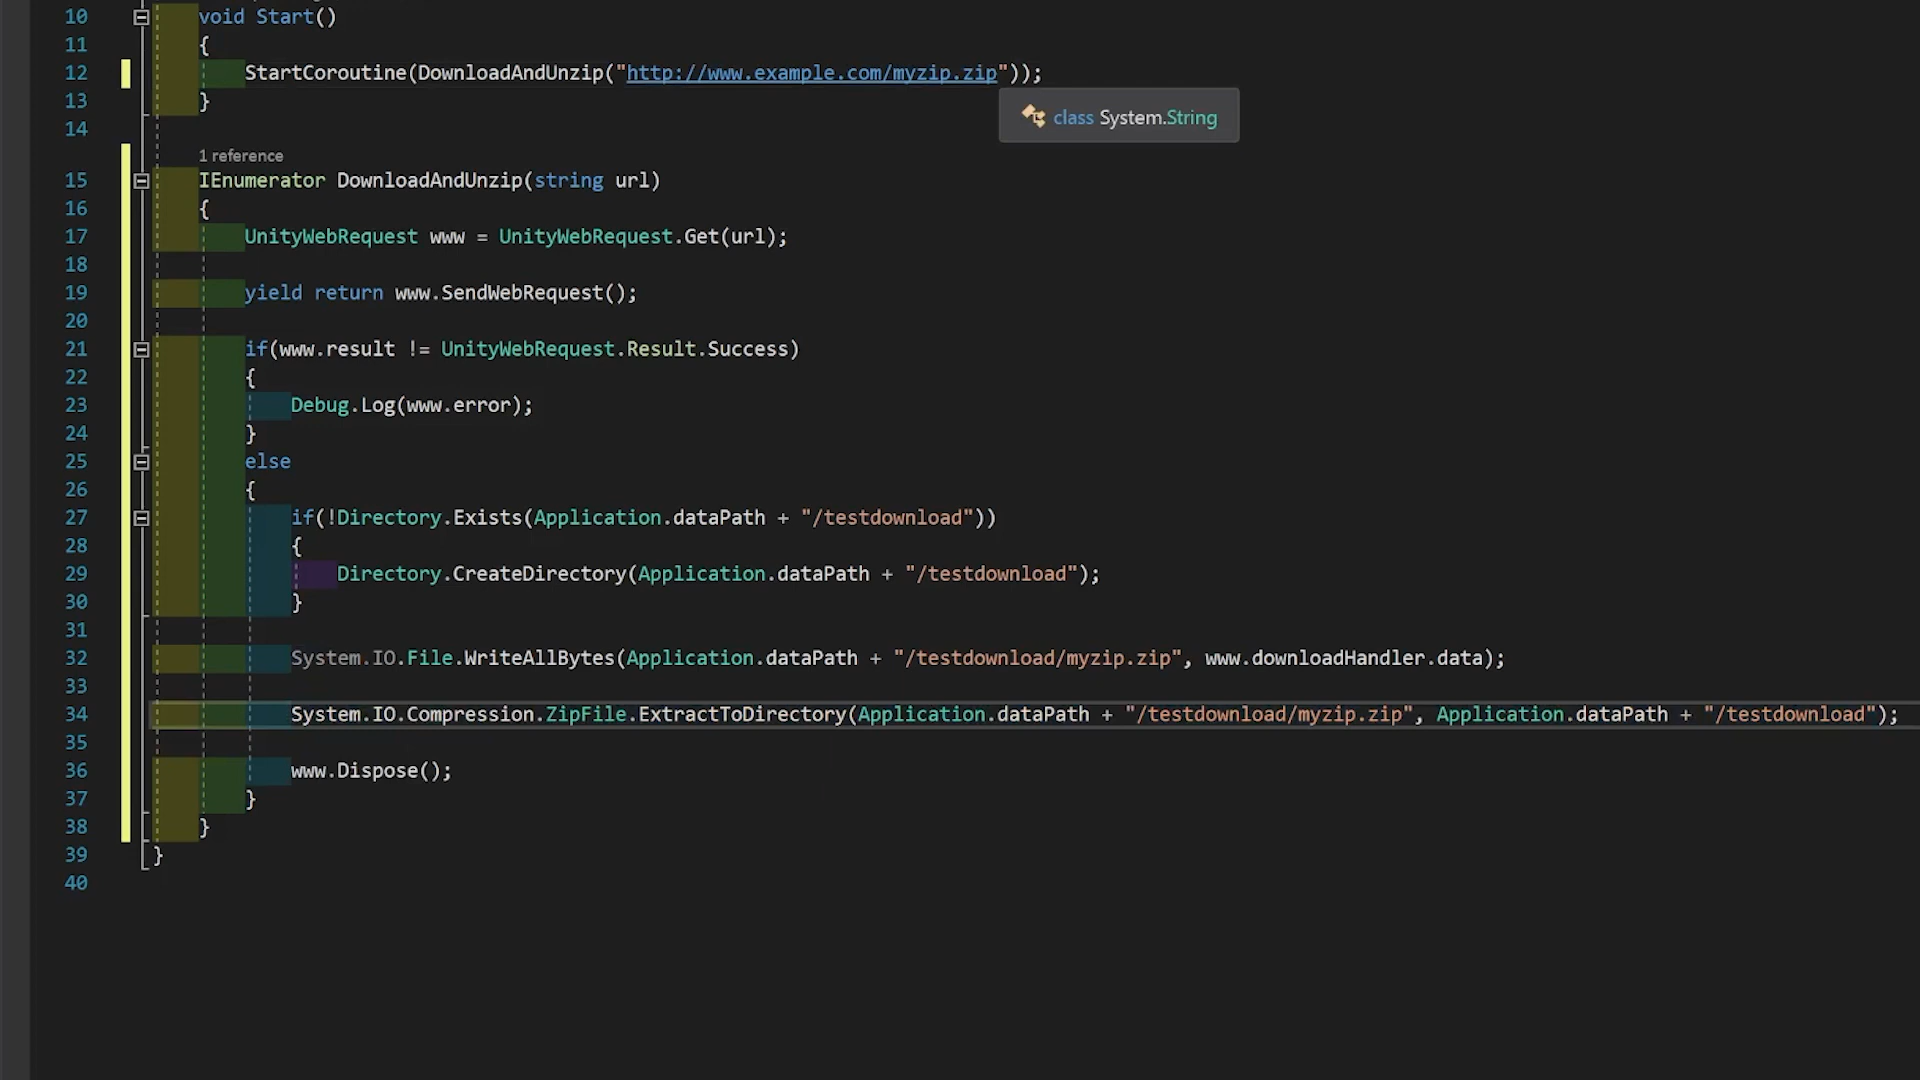 10 void Start()
11 {
12 StartCoroutine(DownloadAndUnzip("http://www.example.com/myzip.zip"));
13 }
class System.String
14
1 reference
15 IEnumerator DownloadAndUnzip(string url)
16 {
17 UnityWebRequest www = UnityWebRequest.Get(url);
18
19 yield return www.SendWebRequest();
20
21 if(www.result != UnityWebRequest.Result.Success)
22 {
23 Debug.Log(www.error);
24 }
25 else
26 {
27 if(!Directory.Exists(Application.dataPath + "/testdownload"))
28 {
29 Directory.CreateDirectory(Application.dataPath + "/testdownload");
30 }
31
32 System.IO.File.WriteAllBytes(Application.dataPath + "/testdownload/myzip.zip", www.downloadHandler.data);
33
34 System.IO.Compression.ZipFile.ExtractToDirectory(Application.dataPath + "/testdownload/myzip.zip", Application.dataPath + "/testdownload");
35
36 www.Dispose();
37 }
38 }
39 }
40